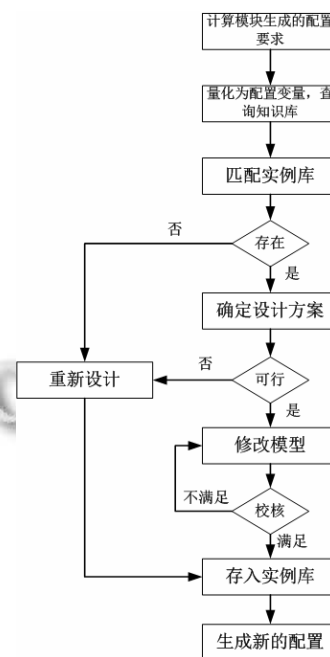 计算模块生成的配置
要求
量化为配置变量，查
询知识库
匹配实例库
否
存在
是
确定设计方案
重新设计
否
可行
是
修改模型
不满足
校核
满足
存入实例库
生成新的配置